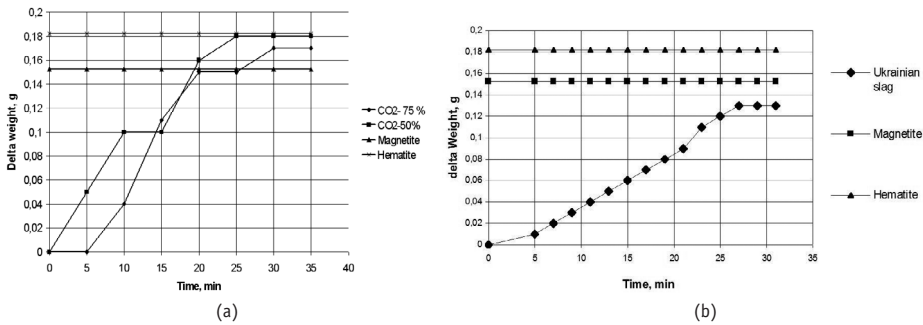 0,2
0,18
0,16
0,14
0,12
0,1
0,08
0,06
0,04
0,02
0
Delta weight, g
0 5 10 15 20 25 30 35 40
Time, min
CO2- 75 %
CO2-50%
Magnetite
Hematite
(a)
0,2
0,18
0,16
0,14
0,12
0,1
0,08
0,06
0,04
0,02
0
delta Weight, g
0 5 10 15 20 25 30 35
Time, min
Ukrainian
slag
Magnetite
Hematite
(b)